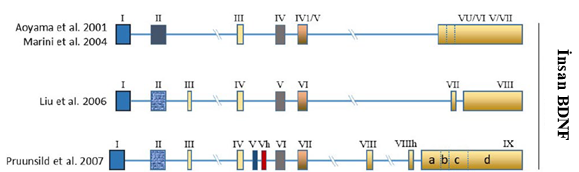 I II III IV IV1/V VU/VI V/VII
Aoyama et al. 2001
Marini et al. 2004
I II III IV V VI VII VIII
Liu et al. 2006
I II III IV V Vh VI VII VIII VIIIh IX
Pruunsild et al. 2007
a b c d
İnsan BDNF